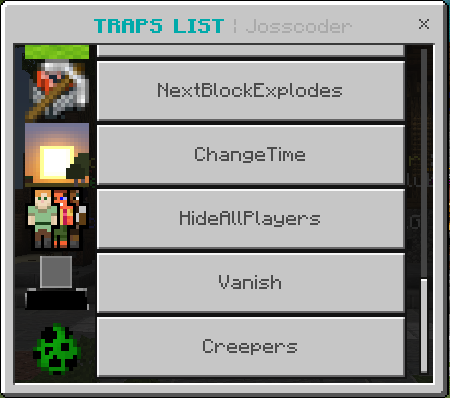 TRAPS LIST | Josscoder
NextBlockExplodes
ChangeTime
HideAllPlayers
Vanish
Creepers